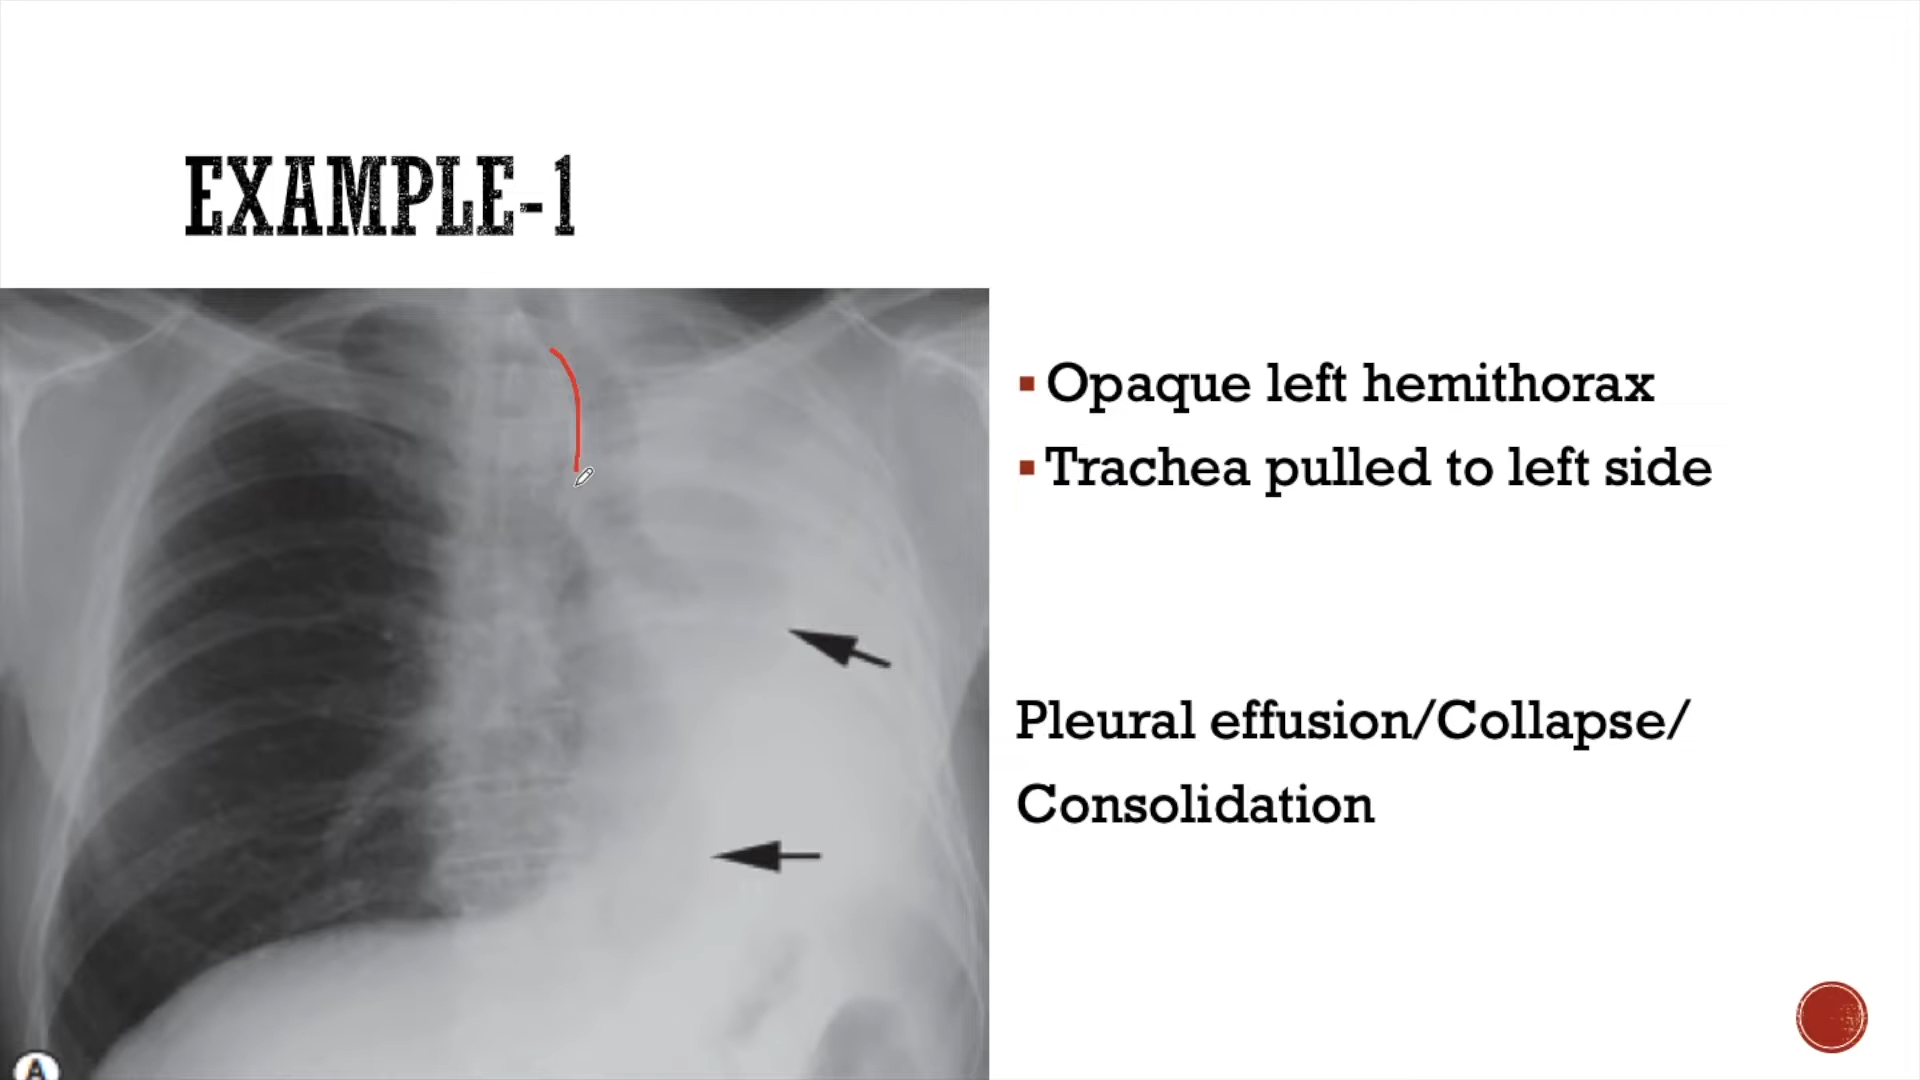 EXAMPLE-1
Opaque left hemithorax
Trachea pulled to left side
Pleural effusion/Collapse/
Consolidation
A